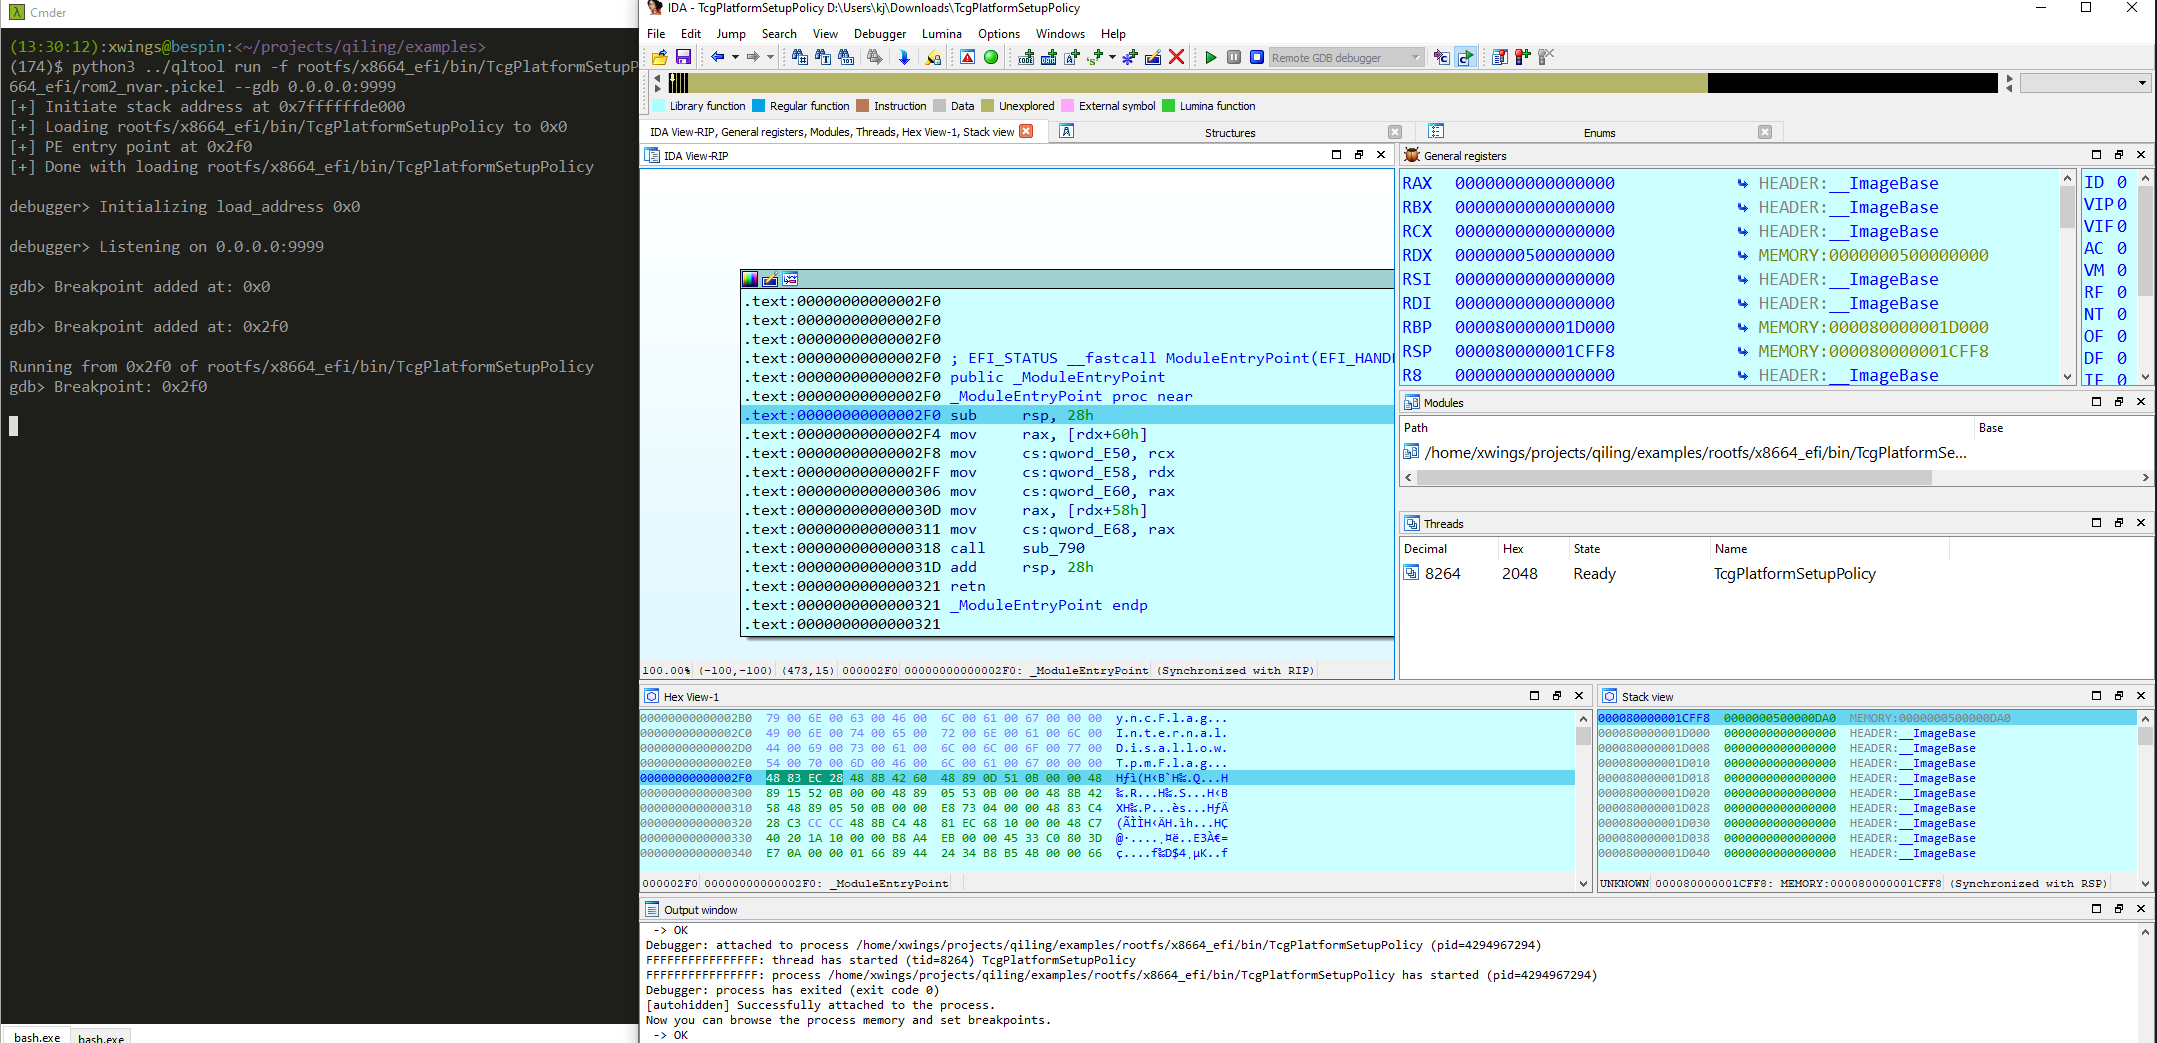 Cmder
(13:30:12):xwings@bespin:<~/projects/qiling/examples>
(174)$ python3 ../qltool run -f rootfs/x8664_efi/bin/TcgPlatformSetupP
664_efi/rom2_nvar.pickel --gdb 0.0.0.0:9999
[+] Initiate stack address at 0x7ffffffde000
[+] Loading rootfs/x8664_efi/bin/TcgPlatformSetupPolicy to 0x0
[+] PE entry point at 0x2f0
[+] Done with loading rootfs/x8664_efi/bin/TcgPlatformSetupPolicy
debugger> Initializing load_address 0x0
debugger> Listening on 0.0.0.0:9999
gdb> Breakpoint added at: 0x0
gdb> Breakpoint added at: 0x2f0
Running from 0x2f0 of rootfs/x8664_efi/bin/TcgPlatformSetupPolicy
gdb> Breakpoint: 0x2f0
bash.exe bash.exe
IDA - TcgPlatformSetupPolicy D:\Users\kj\Downloads\TcgPlatformSetupPolicy
File Edit Jump Search View Debugger Lumina Options Windows Help
Remote GDB debugger
Library function Regular function Instruction Data Unexplored External symbol Lumina function
IDA View-RIP, General registers, Modules, Threads, Hex View-1, Stack view Structures Enums
IDA View-RIP
.text:00000000000002F0
.text:00000000000002F0
.text:00000000000002F0
.text:00000000000002F0 ; EFI_STATUS __fastcall ModuleEntryPoint(EFI_HAND
.text:00000000000002F0 public _ModuleEntryPoint
.text:00000000000002F0 _ModuleEntryPoint proc near
.text:00000000000002F0 sub rsp, 28h
.text:00000000000002F4 mov rax, [rdx+60h]
.text:00000000000002F8 mov cs:qword_E50, rcx
.text:00000000000002FF mov cs:qword_E58, rdx
.text:0000000000000306 mov cs:qword_E60, rax
.text:000000000000030D mov rax, [rdx+58h]
.text:0000000000000311 mov cs:qword_E68, rax
.text:0000000000000318 call sub_790
.text:000000000000031D add rsp, 28h
.text:0000000000000321 retn
.text:0000000000000321 _ModuleEntryPoint endp
.text:0000000000000321
100.00% (-100,-100) (473,15) 000002F0 00000000000002F0: _ModuleEntryPoint (Synchronized with RIP)
General registers
RAX 0000000000000000 HEADER:__ImageBase
RBX 0000000000000000 HEADER:__ImageBase
RCX 0000000000000000 HEADER:__ImageBase
RDX 0000000500000000 MEMORY:0000000500000000
RSI 0000000000000000 HEADER:__ImageBase
RDI 0000000000000000 HEADER:__ImageBase
RBP 000080000001D000 MEMORY:000080000001D000
RSP 000080000001CFF8 MEMORY:000080000001CFF8
R8 0000000000000000 HEADER:__ImageBase
ID 0
VIP 0
VIF 0
AC 0
VM 0
RF 0
NT 0
OF 0
DF 0
TF 0
Modules
Path Base
/home/xwings/projects/qiling/examples/rootfs/x8664_efi/bin/TcgPlatformSe...
Threads
Decimal Hex State Name
8264 2048 Ready TcgPlatformSetupPolicy
Hex View-1
00000000000002B0 79 00 6E 00 63 00 46 00 6C 00 61 00 67 00 00 00 y.n.c.F.l.a.g...
00000000000002C0 49 00 6E 00 74 00 65 00 72 00 6E 00 61 00 6C 00 I.n.t.e.r.n.a.l.
00000000000002D0 44 00 69 00 73 00 61 00 6C 00 6C 00 6F 00 77 00 D.i.s.a.l.l.o.w.
00000000000002E0 54 00 70 00 6D 00 46 00 6C 00 61 00 67 00 00 00 T.p.m.F.l.a.g...
00000000000002F0 48 83 EC 28 48 8B 42 60 48 89 0D 51 0B 00 00 48 Hƒì(H‹B`H‰.Q...H
0000000000000300 89 15 52 0B 00 00 48 89 05 53 0B 00 00 48 8B 42 ‰.R...H‰.S...H‹B
0000000000000310 58 48 89 05 50 0B 00 00 E8 73 04 00 00 48 83 C4 XH‰.P...ès...HƒÄ
0000000000000320 28 C3 CC CC 48 8B C4 48 81 EC 68 10 00 00 48 C7 (ÃÌÌH‹ÄH.ìh...HÇ
0000000000000330 40 20 1A 10 00 00 B8 A4 EB 00 00 45 33 C0 80 3D @·....¸¤ë..E3À€=
0000000000000340 E7 0A 00 00 01 66 89 44 24 34 B8 B5 4B 00 00 66 ç....f‰D$4¸µK..f
000002F0 00000000000002F0: _ModuleEntryPoint
Stack view
000080000001CFF8 0000000500000DA0 MEMORY:0000000500000DA0
000080000001D000 0000000000000000 HEADER:__ImageBase
000080000001D008 0000000000000000 HEADER:__ImageBase
000080000001D010 0000000000000000 HEADER:__ImageBase
000080000001D018 0000000000000000 HEADER:__ImageBase
000080000001D020 0000000000000000 HEADER:__ImageBase
000080000001D028 0000000000000000 HEADER:__ImageBase
000080000001D030 0000000000000000 HEADER:__ImageBase
000080000001D038 0000000000000000 HEADER:__ImageBase
000080000001D040 0000000000000000 HEADER:__ImageBase
UNKNOWN 000080000001CFF8: MEMORY:000080000001CFF8 (Synchronized with RSP)
Output window
-> OK
Debugger: attached to process /home/xwings/projects/qiling/examples/rootfs/x8664_efi/bin/TcgPlatformSetupPolicy (pid=4294967294)
FFFFFFFFFFFFFFFF: thread has started (tid=8264) TcgPlatformSetupPolicy
FFFFFFFFFFFFFFFF: process /home/xwings/projects/qiling/examples/rootfs/x8664_efi/bin/TcgPlatformSetupPolicy has started (pid=4294967294)
Debugger: process has exited (exit code 0)
[autohidden] Successfully attached to the process.
Now you can browse the process memory and set breakpoints.
-> OK